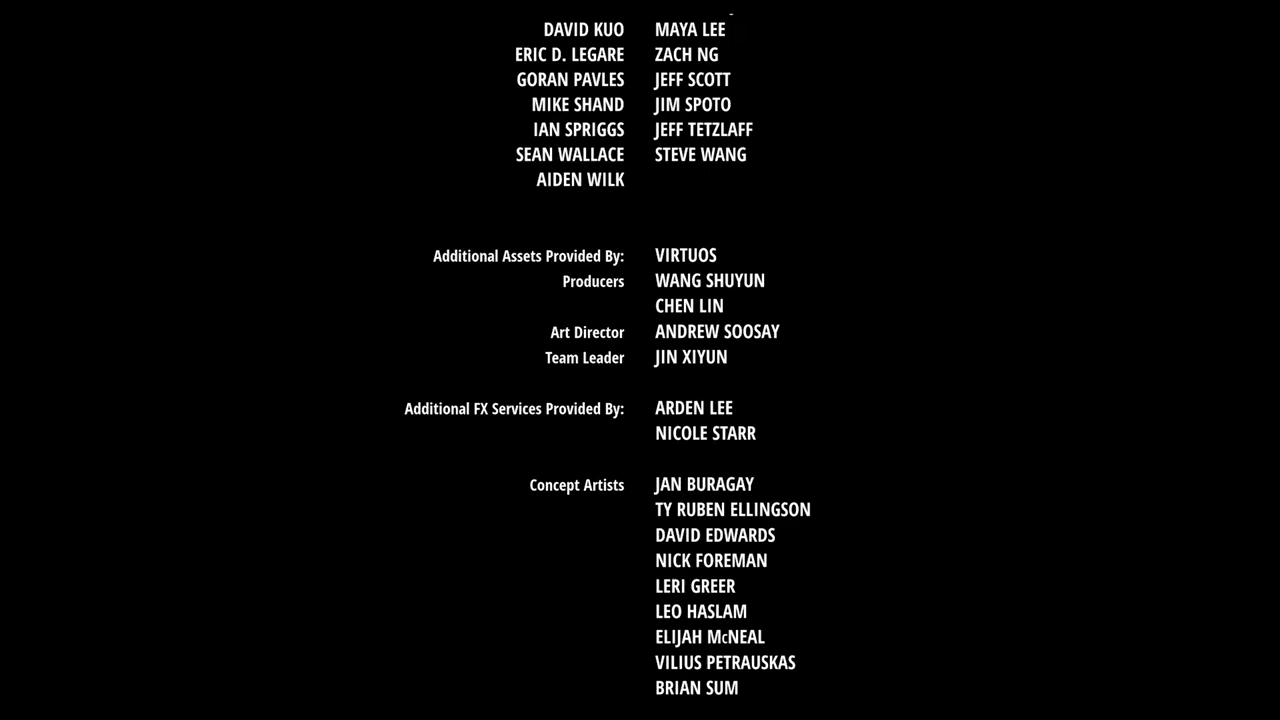 DAVID KUO MAYA LEE
ERIC D. LEGARE ZACH NG
GORAN PAVLES JEFF SCOTT
MIKE SHAND JIM SPOTO
IAN SPRIGGS JEFF TETZLAFF
SEAN WALLACE STEVE WANG
AIDEN WILK
Additional Assets Provided By: VIRTUOS
Producers WANG SHUYUN
CHEN LIN
Art Director ANDREW SOOSAY
Team Leader JIN XIYUN
Additional FX Services Provided By: ARDEN LEE
NICOLE STARR
Concept Artists JAN BURAGAY
TY RUBEN ELLINGSON
DAVID EDWARDS
NICK FOREMAN
LERI GREER
LEO HASLAM
ELIJAH McNEAL
VILIUS PETRAUSKAS
BRIAN SUM